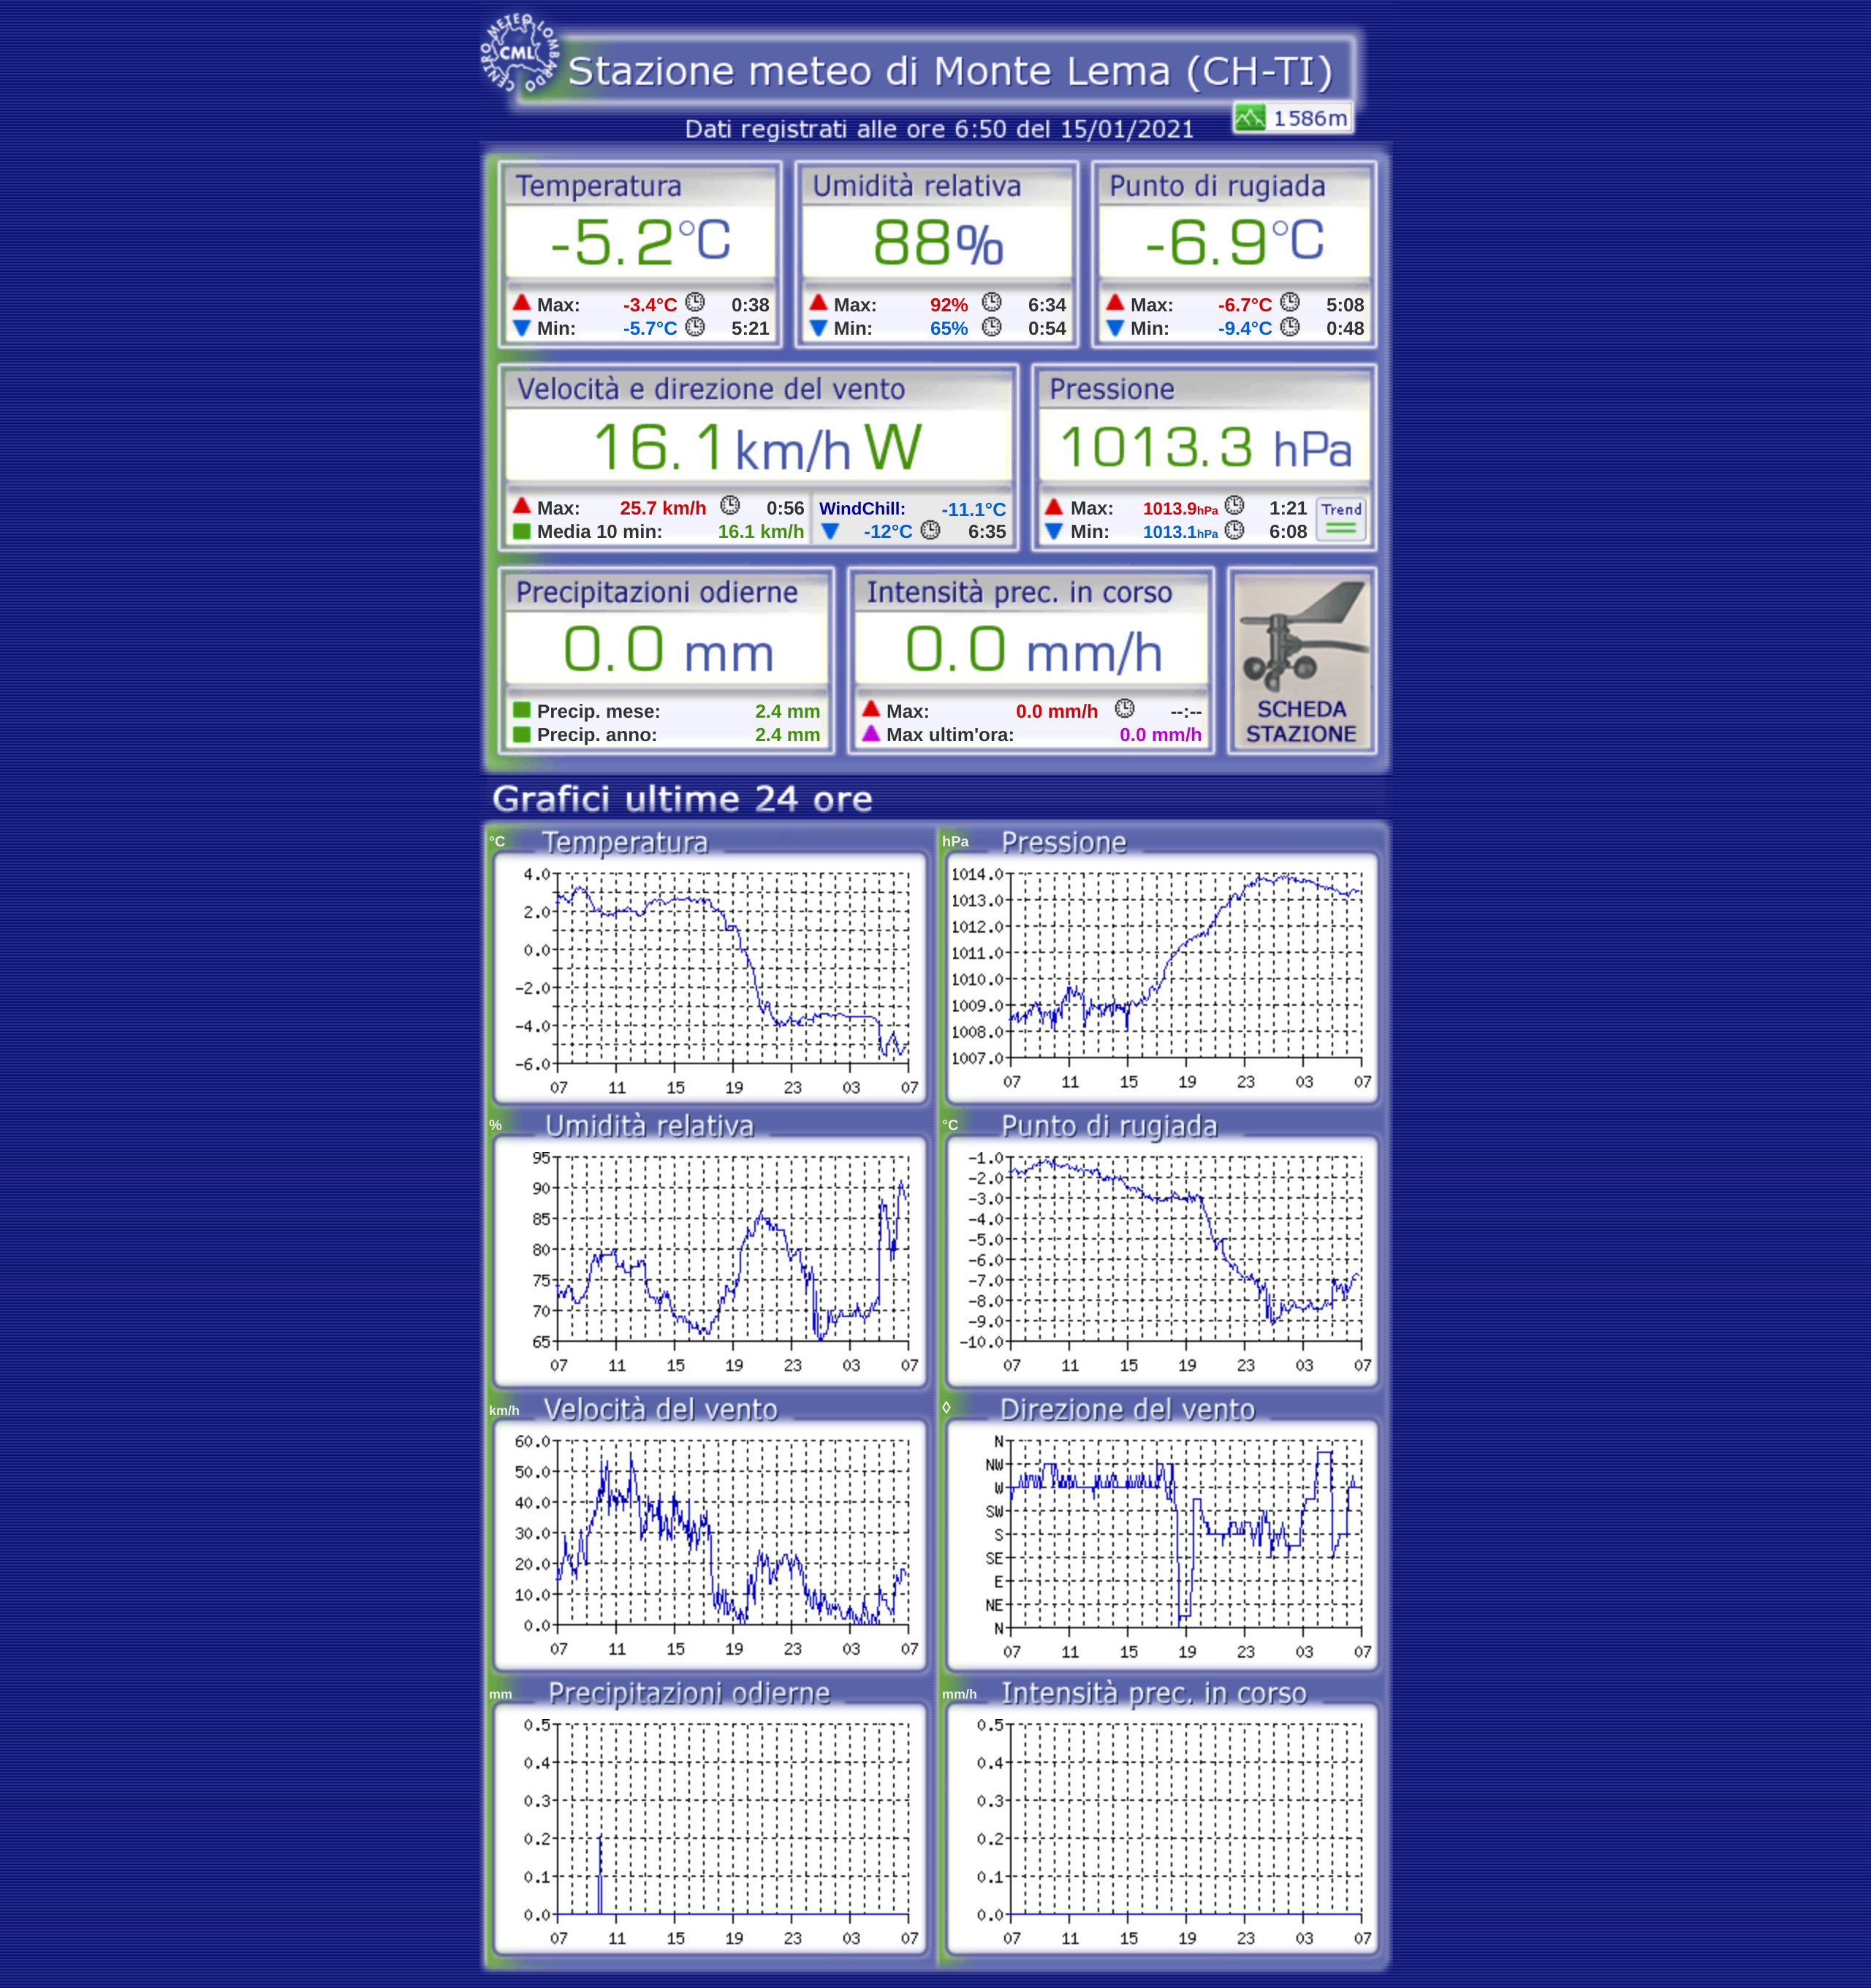 CENTRO METEO LOMBARDO
CML
Stazione meteo di Monte Lema (CH-TI)
1586m
Dati registrati alle ore 6:50 del 15/01/2021
Temperatura
-5.2°C
Max: -3.4°C 0:38
Min: -5.7°C 5:21
Umidità relativa
88%
Max: 92% 6:34
Min: 65% 0:54
Punto di rugiada
-6.9°C
Max: -6.7°C 5:08
Min: -9.4°C 0:48
Velocità e direzione del vento
16.1km/h W
Max: 25.7 km/h 0:56
Media 10 min: 16.1 km/h
WindChill: -11.1°C
-12°C 6:35
Pressione
1013.3 hPa
Max: 1013.9hPa 1:21
Min: 1013.1hPa 6:08
Trend
Precipitazioni odierne
0.0 mm
Precip. mese: 2.4 mm
Precip. anno: 2.4 mm
Intensità prec. in corso
0.0 mm/h
Max: 0.0 mm/h --:--
Max ultim'ora: 0.0 mm/h
SCHEDA
STAZIONE
Grafici ultime 24 ore
°C Temperatura
4.0
2.0
0.0
-2.0
-4.0
-6.0
07 11 15 19 23 03 07
hPa Pressione
1014.0
1013.0
1012.0
1011.0
1010.0
1009.0
1008.0
1007.0
07 11 15 19 23 03 07
% Umidità relativa
95
90
85
80
75
70
65
07 11 15 19 23 03 07
°C Punto di rugiada
-1.0
-2.0
-3.0
-4.0
-5.0
-6.0
-7.0
-8.0
-9.0
-10.0
07 11 15 19 23 03 07
km/h Velocità del vento
60.0
50.0
40.0
30.0
20.0
10.0
0.0
07 11 15 19 23 03 07
◊ Direzione del vento
N
NW
W
SW
S
SE
E
NE
N
07 11 15 19 23 03 07
mm Precipitazioni odierne
0.5
0.4
0.3
0.2
0.1
0.0
07 11 15 19 23 03 07
mm/h Intensità prec. in corso
0.5
0.4
0.3
0.2
0.1
0.0
07 11 15 19 23 03 07